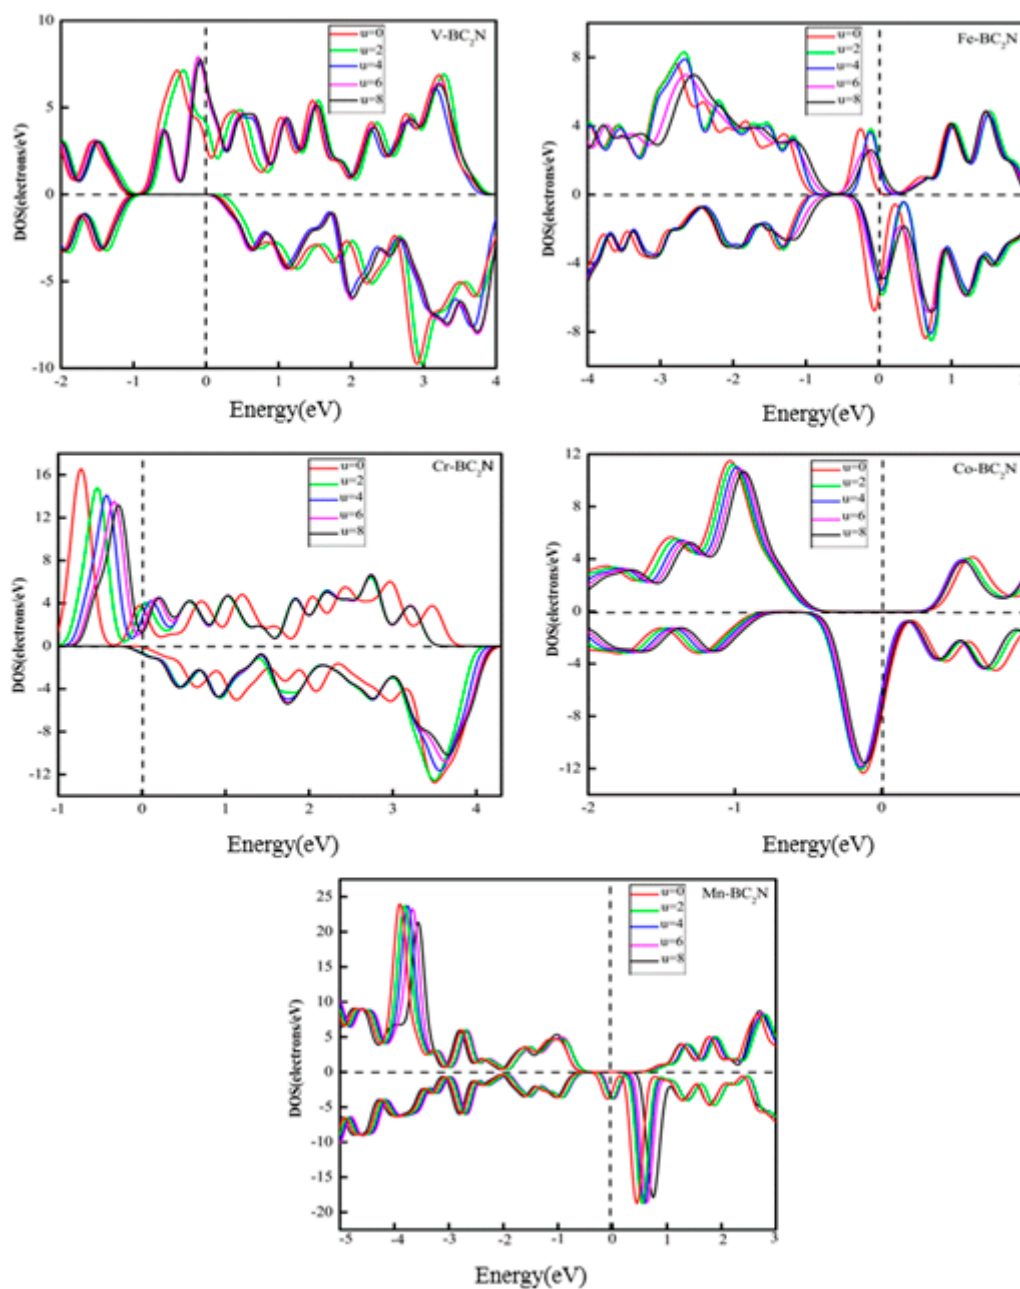 V-BC2N
u=0
u=2
u=4
u=6
u=8
DOS(electrons/eV)
10
5
0
-5
-10
-2 -1 0 1 2 3 4
Energy(eV)
Fe-BC2N
u=0
u=2
u=4
u=6
u=8
DOS(electrons/eV)
8
4
0
-4
-8
-4 -3 -2 -1 0 1
Energy(eV)
Cr-BC2N
u=0
u=2
u=4
u=6
u=8
DOS(electrons/eV)
16
12
8
4
0
-4
-8
-12
-1 0 1 2 3 4
Energy(eV)
Co-BC2N
u=0
u=2
u=4
u=6
u=8
DOS(electrons/eV)
12
8
4
0
-4
-8
-12
-2 -1 0
Energy(eV)
Mn-BC2N
u=0
u=2
u=4
u=6
u=8
DOS(electrons/eV)
25
20
15
10
5
0
-5
-10
-15
-20
-5 -4 -3 -2 -1 0 1 2 3
Energy(eV)